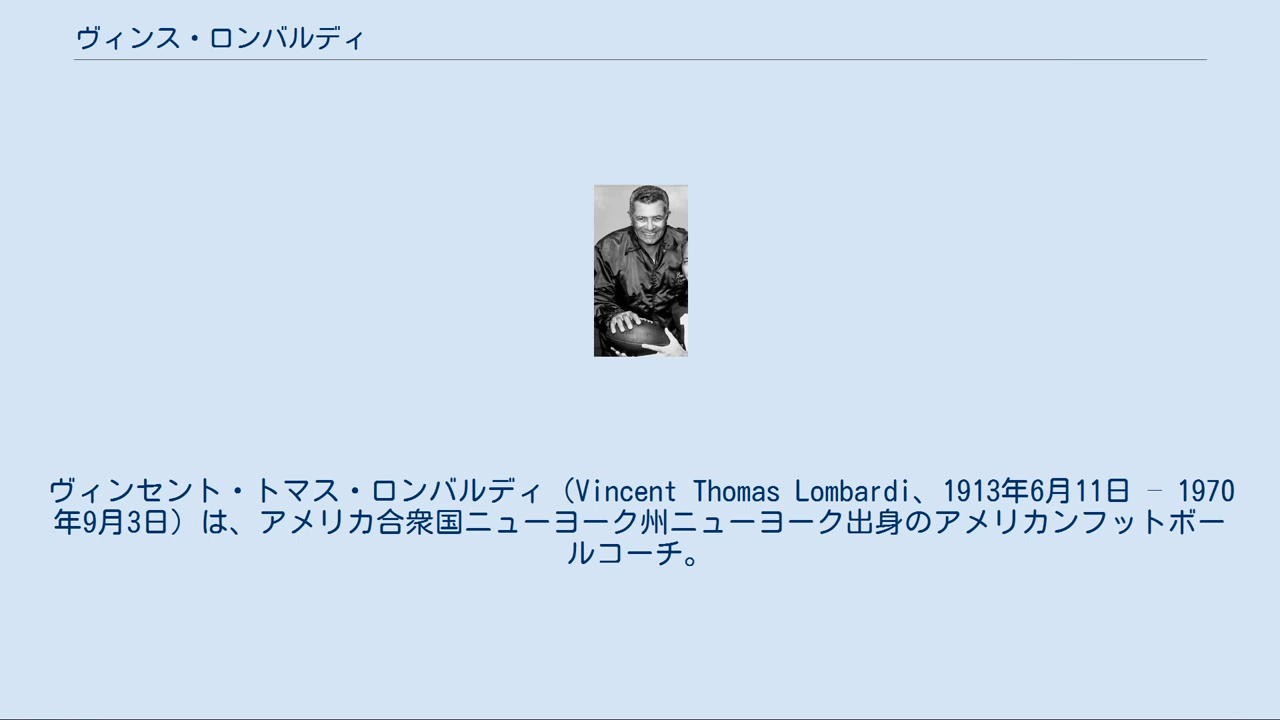 ヴィンス・ロンバルディ
ヴィンセント・トマス・ロンバルディ（Vincent Thomas Lombardi、1913年6月11日 – 1970
年9月3日）は、アメリカ合衆国ニューヨーク州ニューヨーク出身のアメリカンフットボー
ルコーチ。